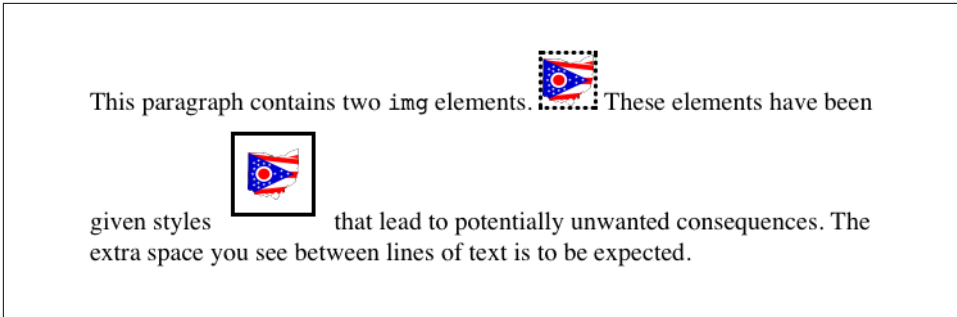 This paragraph contains two img elements. These elements have been
given styles that lead to potentially unwanted consequences. The
extra space you see between lines of text is to be expected.